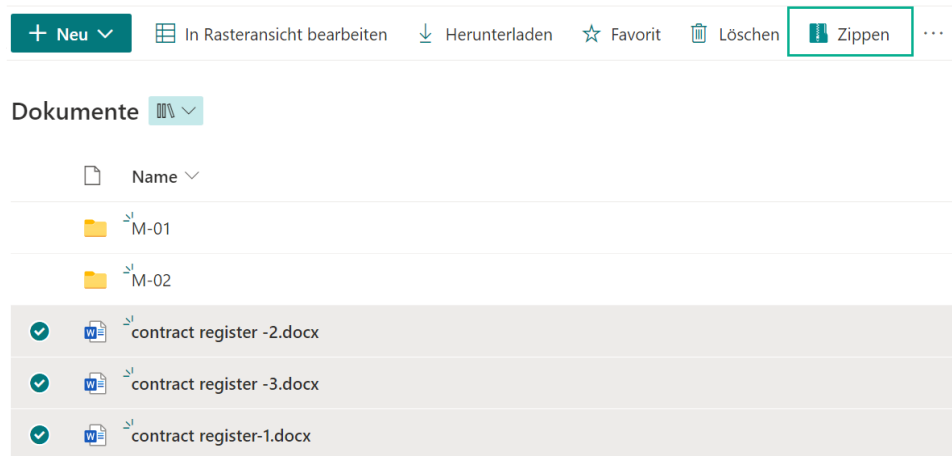 + Neu In Rasteransicht bearbeiten Herunterladen Favorit Löschen Zippen ···
Dokumente
Name
M-01
M-02
contract register -2.docx
contract register -3.docx
contract register-1.docx